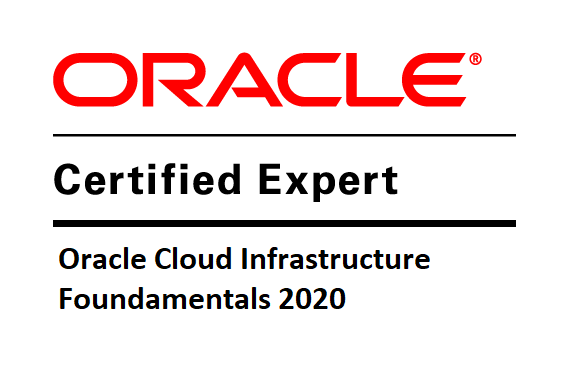 ORACLE®
Certified Expert
Oracle Cloud Infrastructure
Foundamentals 2020